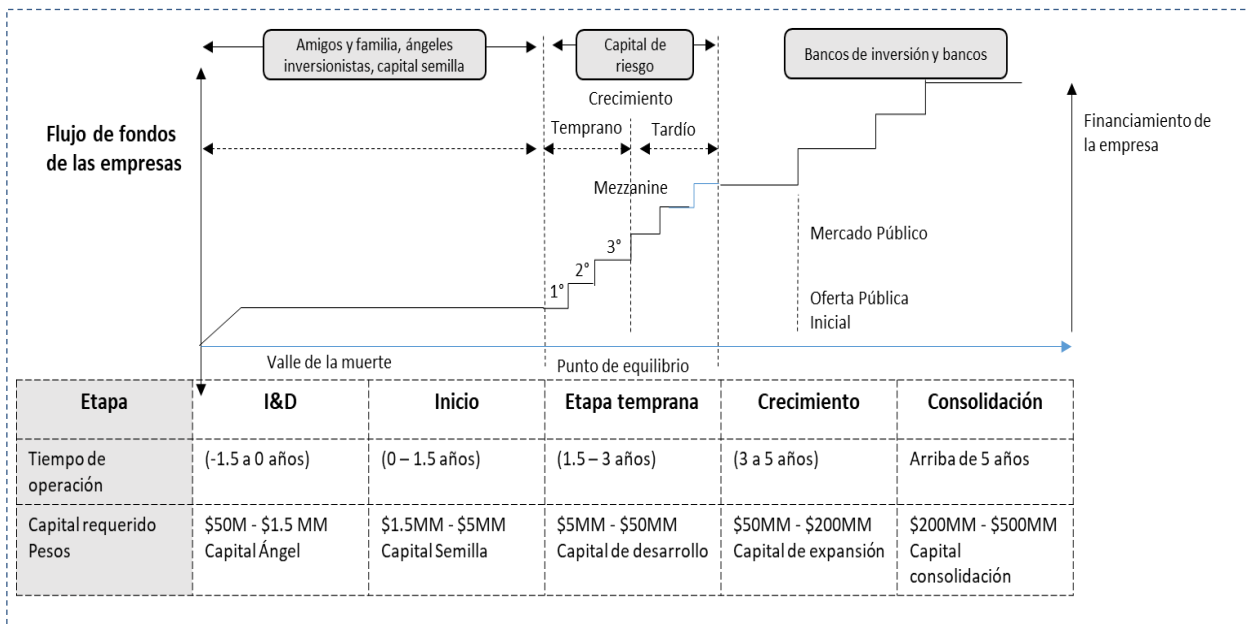 Amigos y familia, ángeles
inversionistas, capital semilla
Capital de
riesgo
Bancos de inversión y bancos
Crecimiento
Flujo de fondos
de las empresas
Temprano
Tardío
Financiamiento de
la empresa
Mezzanine
Mercado Público
3°
2°
1°
Oferta Pública
Inicial
Valle de la muerte
Punto de equilibrio
Etapa
I&D
Inicio
Etapa temprana
Crecimiento
Consolidación
Tiempo de
operación
(-1.5 a 0 años)
(0 – 1.5 años)
(1.5 – 3 años)
(3 a 5 años)
Arriba de 5 años
Capital requerido
Pesos
$50M - $1.5 MM
Capital Ángel
$1.5MM - $5MM
Capital Semilla
$5MM - $50MM
Capital de desarrollo
$50MM - $200MM
Capital de expansión
$200MM - $500MM
Capital
consolidación